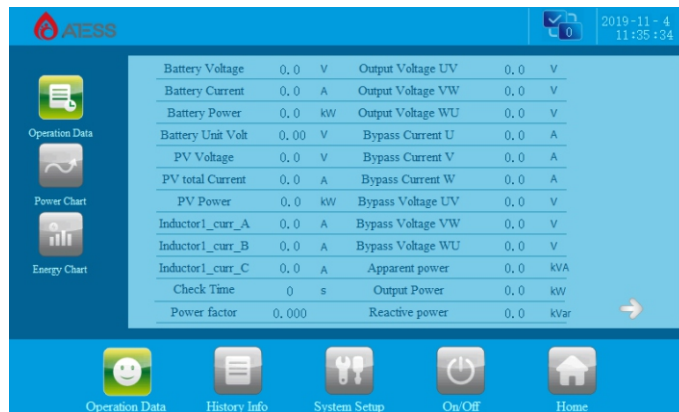 ATESS
0
2019-11-4
11:35:34
Operation Data
Power Chart
Energy Chart
Battery Voltage 0.0 V Output Voltage UV 0.0 V
Battery Current 0.0 A Output Voltage VW 0.0 V
Battery Power 0.0 kW Output Voltage WU 0.0 V
Battery Unit Volt 0.00 V Bypass Current U 0.0 A
PV Voltage 0.0 V Bypass Current V 0.0 A
PV total Current 0.0 A Bypass Current W 0.0 A
PV Power 0.0 kW Bypass Voltage UV 0.0 V
Inductor1_curr_A 0.0 A Bypass Voltage VW 0.0 V
Inductor1_curr_B 0.0 A Bypass Voltage WU 0.0 V
Inductor1_curr_C 0.0 A Apparent power 0.0 kVA
Check Time 0 s Output Power 0.0 kW
Power factor 0.000 Reactive power 0.0 kVar
Operation Data History Info System Setup On/Off Home